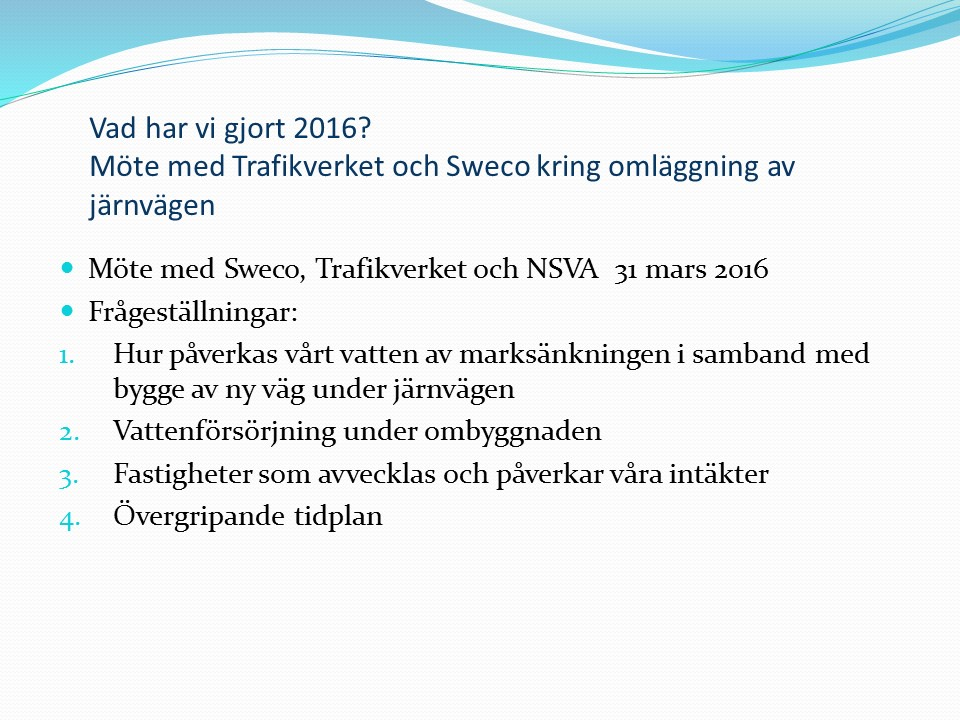 Vad har vi gjort 2016?
Möte med Trafikverket och Sweco kring omläggning av
järnvägen
• Möte med Sweco, Trafikverket och NSVA  31 mars 2016
• Frågeställningar:
1. Hur påverkas vårt vatten av marksänkningen i samband med
bygge av ny väg under järnvägen
2. Vattenförsörjning under ombyggnaden
3. Fastigheter som avvecklas och påverkar våra intäkter
4. Övergripande tidplan